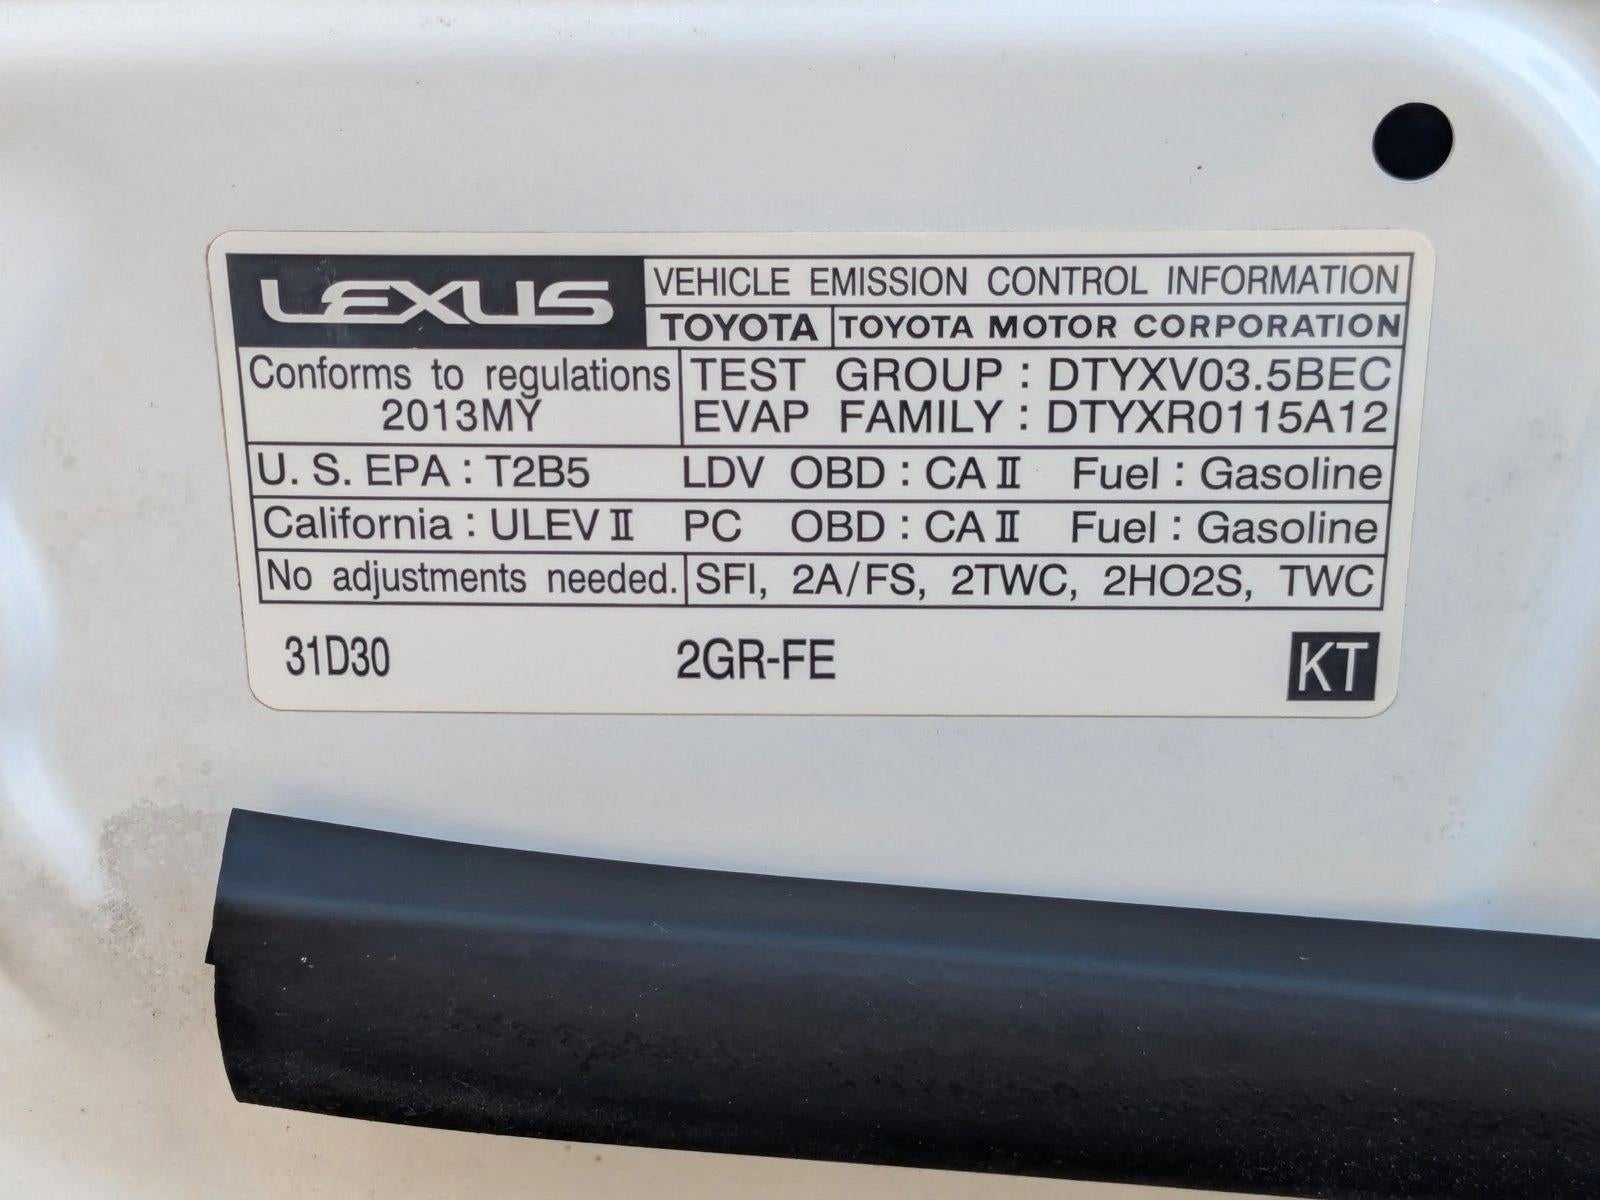 LEXUS
VEHICLE EMISSION CONTROL INFORMATION
TOYOTA TOYOTA MOTOR CORPORATION
Conforms to regulations
2013MY
TEST GROUP : DTYXV03.5BEC
EVAP FAMILY : DTYXR0115A12
U. S. EPA : T2B5 LDV OBD : CA II Fuel : Gasoline
California : ULEV II PC OBD : CA II Fuel : Gasoline
No adjustments needed. SFI, 2A/FS, 2TWC, 2HO2S, TWC
31D30 2GR-FE KT